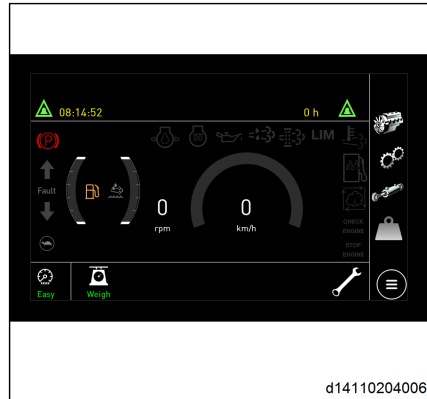 08:14:52
0 h
LIM
Fault
0
rpm
0
km/h
CHECK
ENGINE
STOP
ENGINE
Easy
Weigh
d14110204006